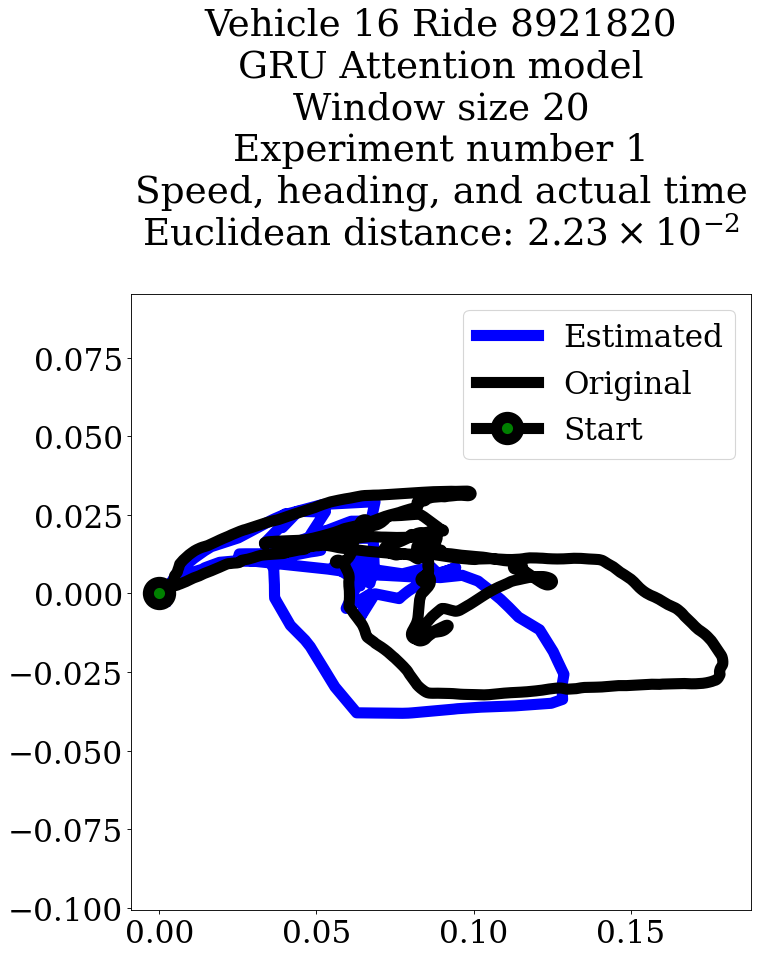 Vehicle 16 Ride 8921820
GRU Attention model
Window size 20
Experiment number 1
Speed, heading, and actual time
Euclidean distance: 2.23 × 10⁻²
Estimated
Original
Start
0.075
0.050
0.025
0.000
−0.025
−0.050
−0.075
−0.100
0.00 0.05 0.10 0.15